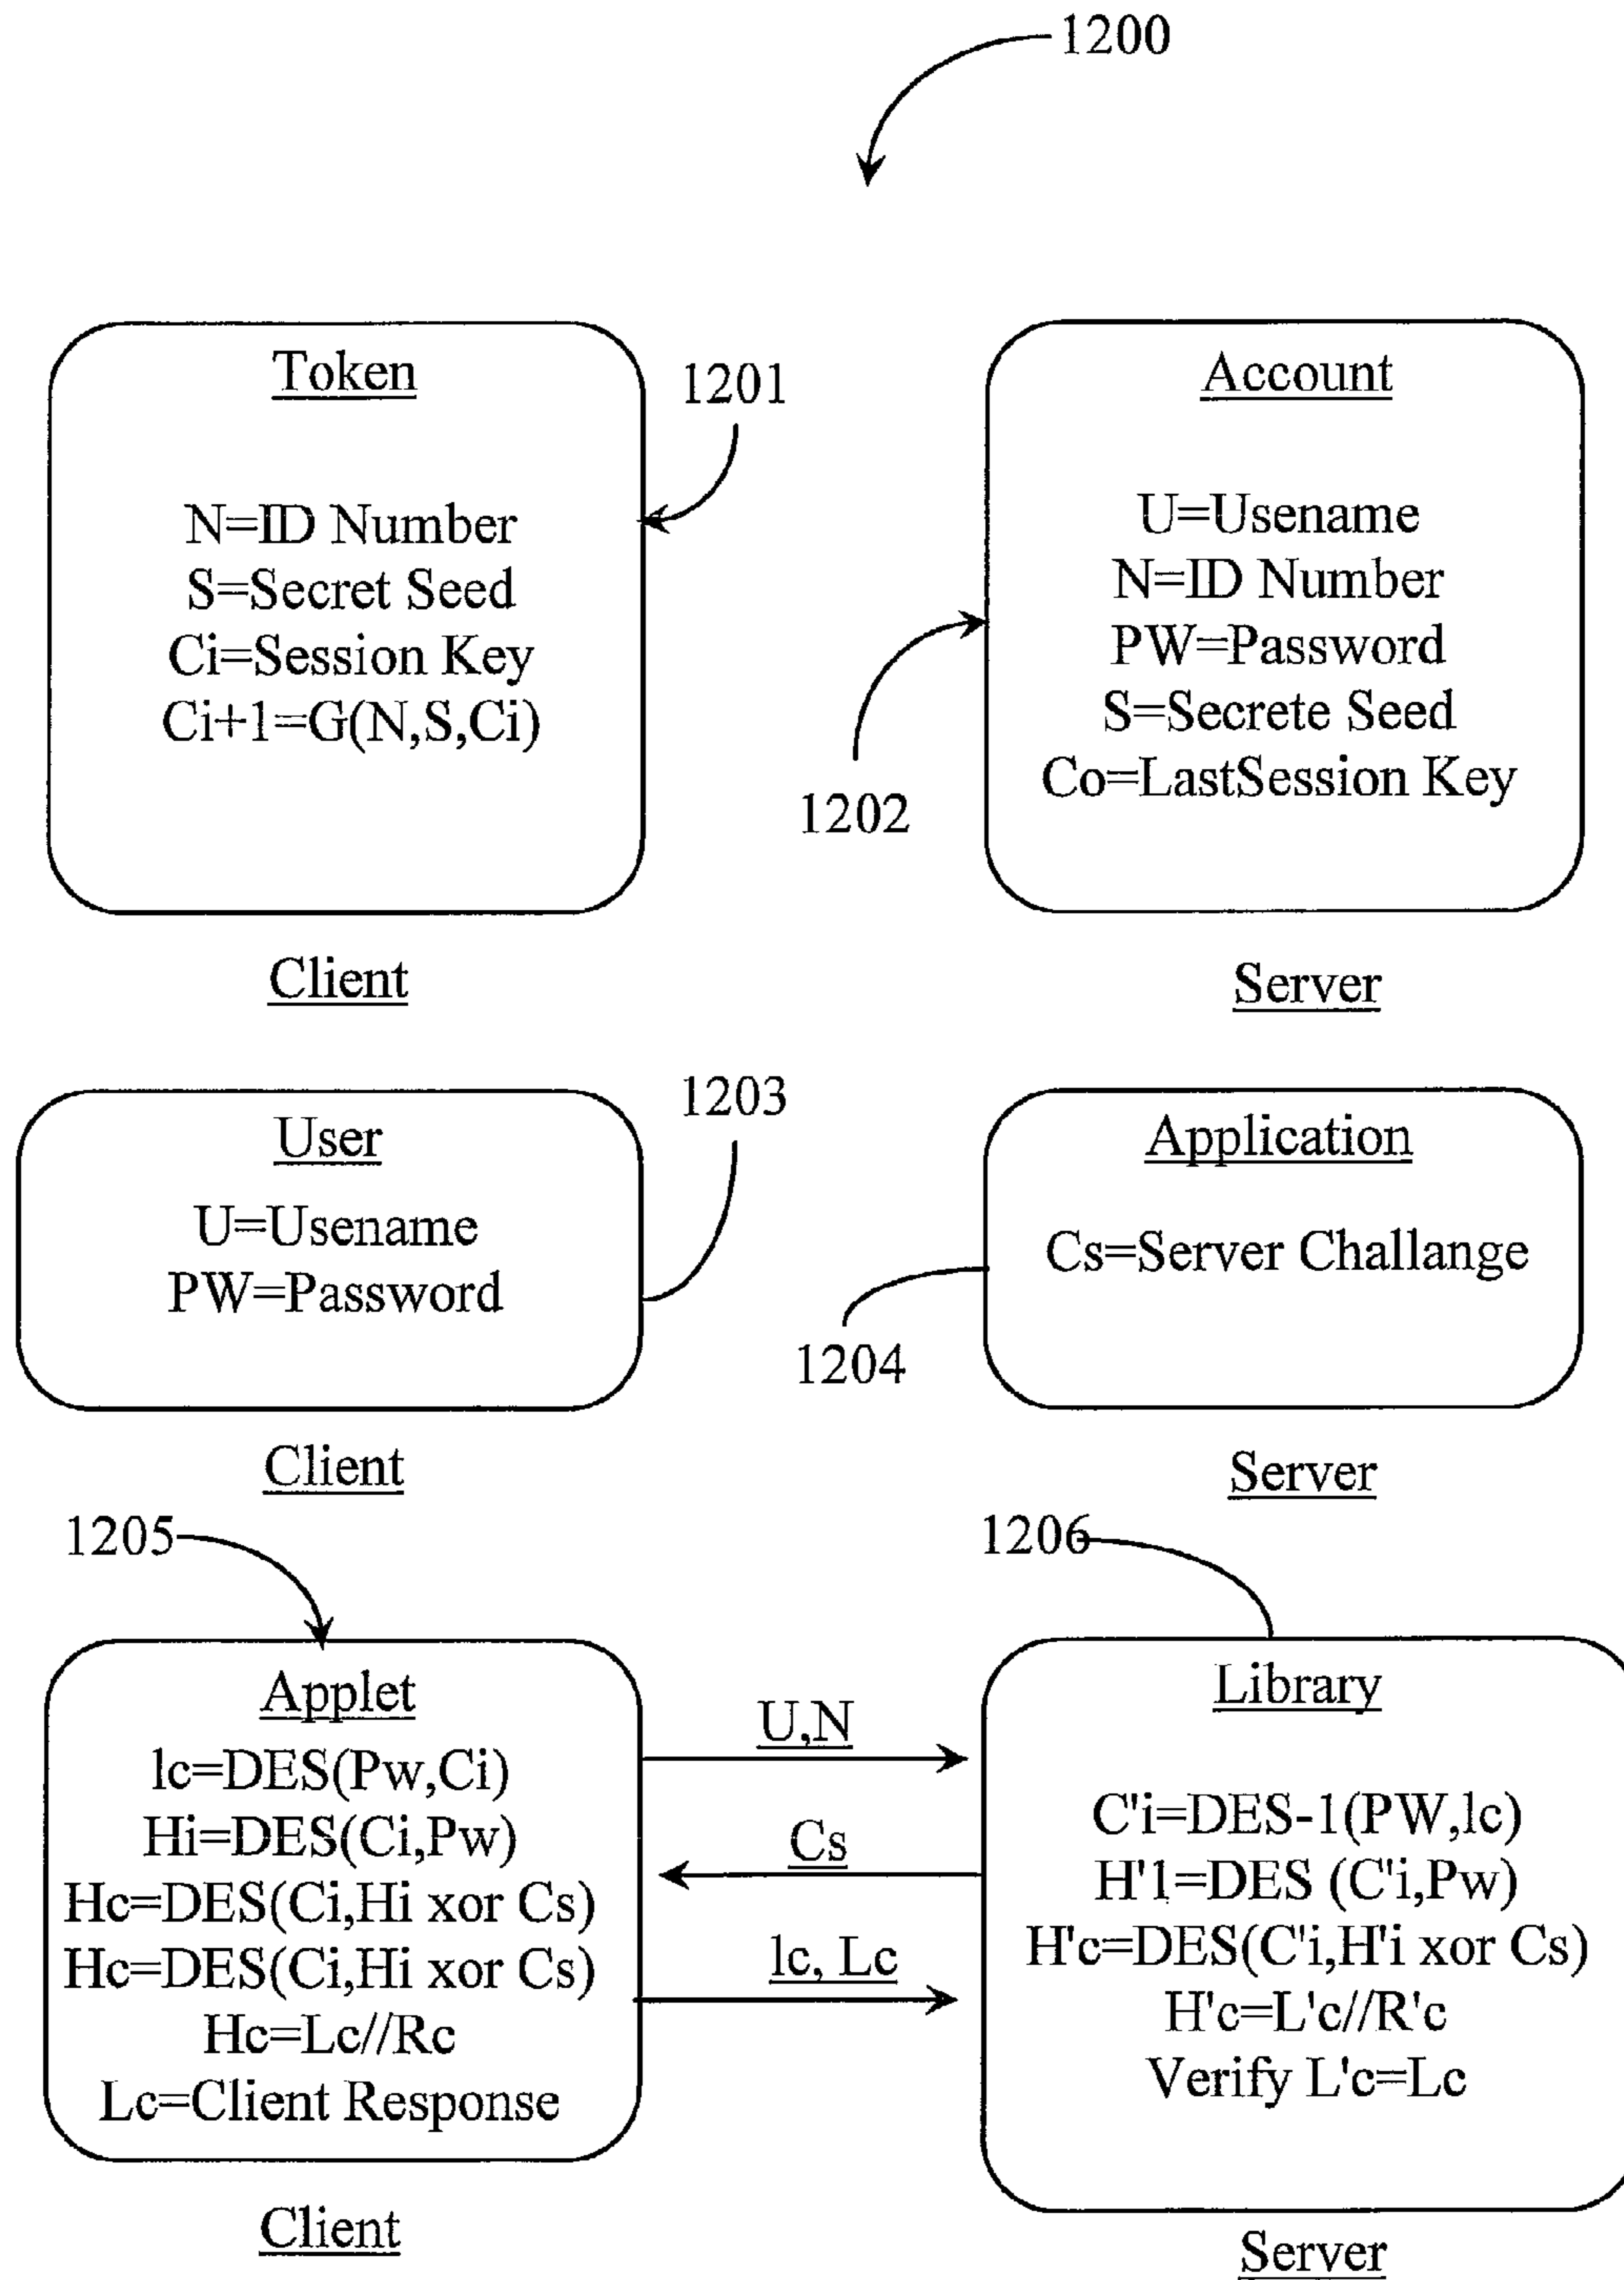 1200
Token
N=ID Number
S=Secret Seed
Ci=Session Key
Ci+1=G(N,S,Ci)
1201
Client
Account
U=Usename
N=ID Number
PW=Password
S=Secrete Seed
Co=LastSession Key
1202
Server
User
U=Usename
PW=Password
1203
Client
Application
Cs=Server Challange
1204
Server
1205
Applet
lc=DES(Pw,Ci)
Hi=DES(Ci,Pw)
Hc=DES(Ci,Hi xor Cs)
Hc=DES(Ci,Hi xor Cs)
Hc=Lc//Rc
Lc=Client Response
Client
U,N
Cs
lc, Lc
1206
Library
C'i=DES-1(PW,lc)
H'1=DES (C'i,Pw)
H'c=DES(C'i,H'i xor Cs)
H'c=L'c//R'c
Verify L'c=Lc
Server